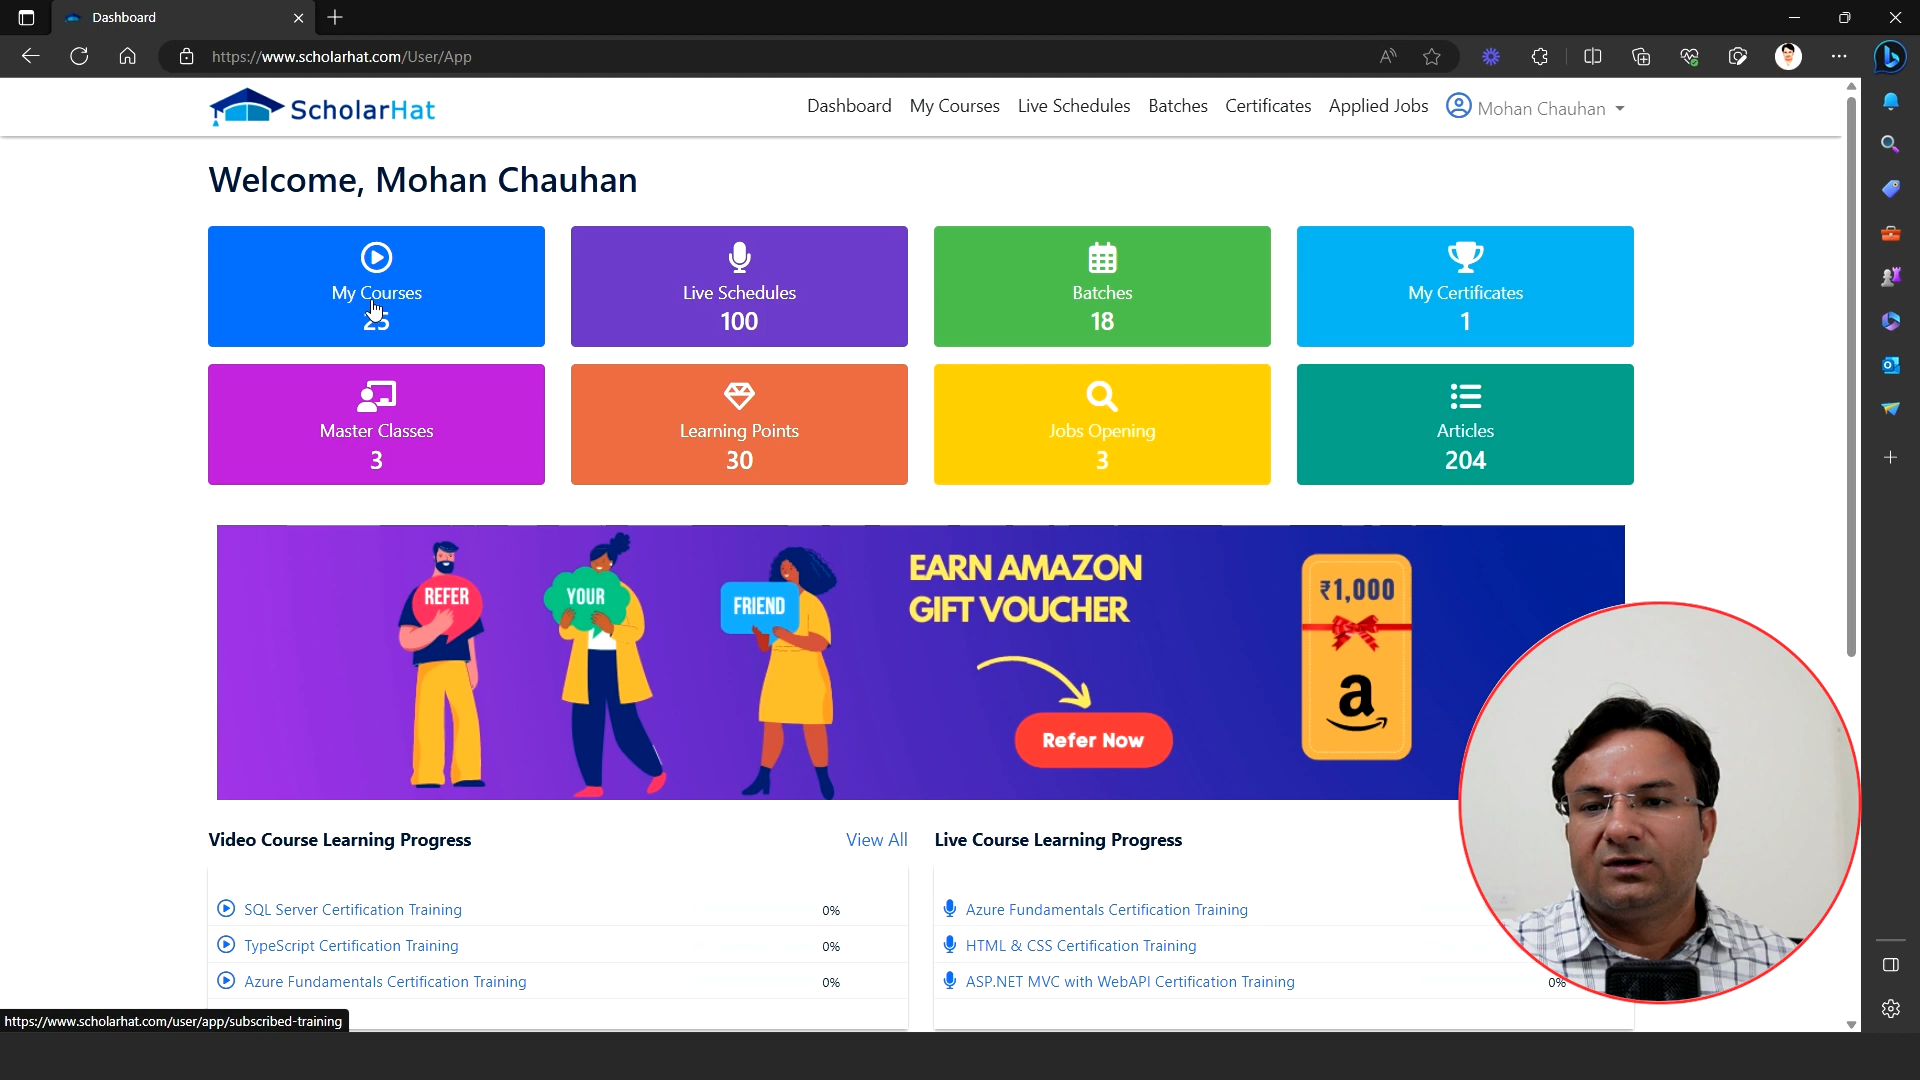 Dashboard
https://www.scholarhat.com/User/App
ScholarHat
Dashboard My Courses Live Schedules Batches Certificates Applied Jobs Mohan Chauhan
Welcome, Mohan Chauhan
My Courses
25
Live Schedules
100
Batches
18
My Certificates
1
Master Classes
3
Learning Points
30
Jobs Opening
3
Articles
204
REFER
YOUR
FRIEND
EARN AMAZON
GIFT VOUCHER
Refer Now
₹1,000
a
Video Course Learning Progress
View All
SQL Server Certification Training 0%
TypeScript Certification Training 0%
Azure Fundamentals Certification Training 0%
Live Course Learning Progress
Azure Fundamentals Certification Training
HTML & CSS Certification Training
ASP.NET MVC with WebAPI Certification Training 0%
https://www.scholarhat.com/user/app/subscribed-training